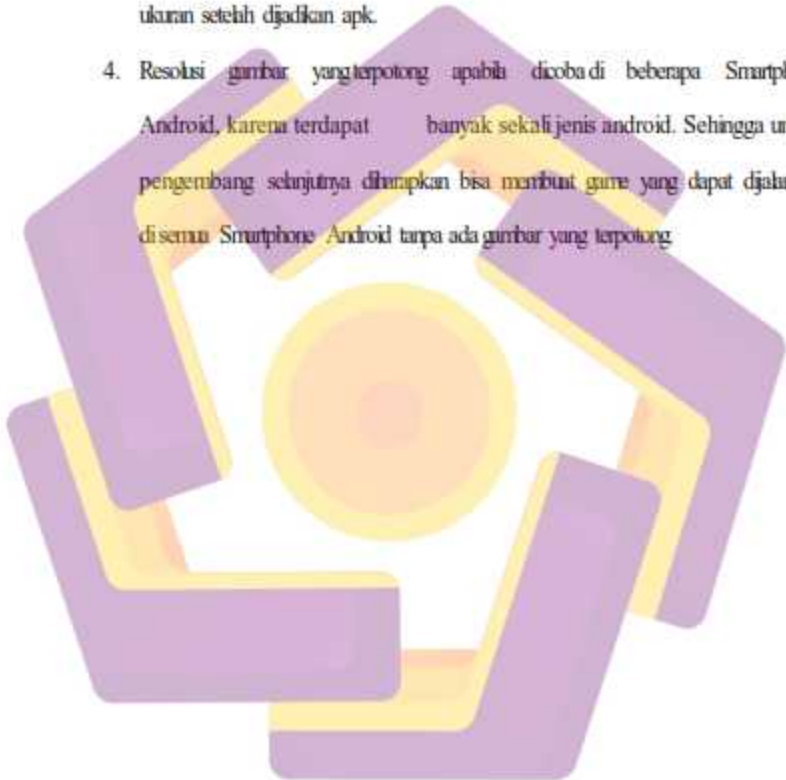 ukuran setelah dijadikan apk.
4. Resolusi gambar yang terpotong apabila dicoba di beberapa Smartph
Android, karena terdapat banyak sekali jenis android. Sehingga un
pengembang selanjutnya diharapkan bisa membuat game yang dapat dijalan
di semua Smartphone Android tanpa ada gambar yang terpotong.